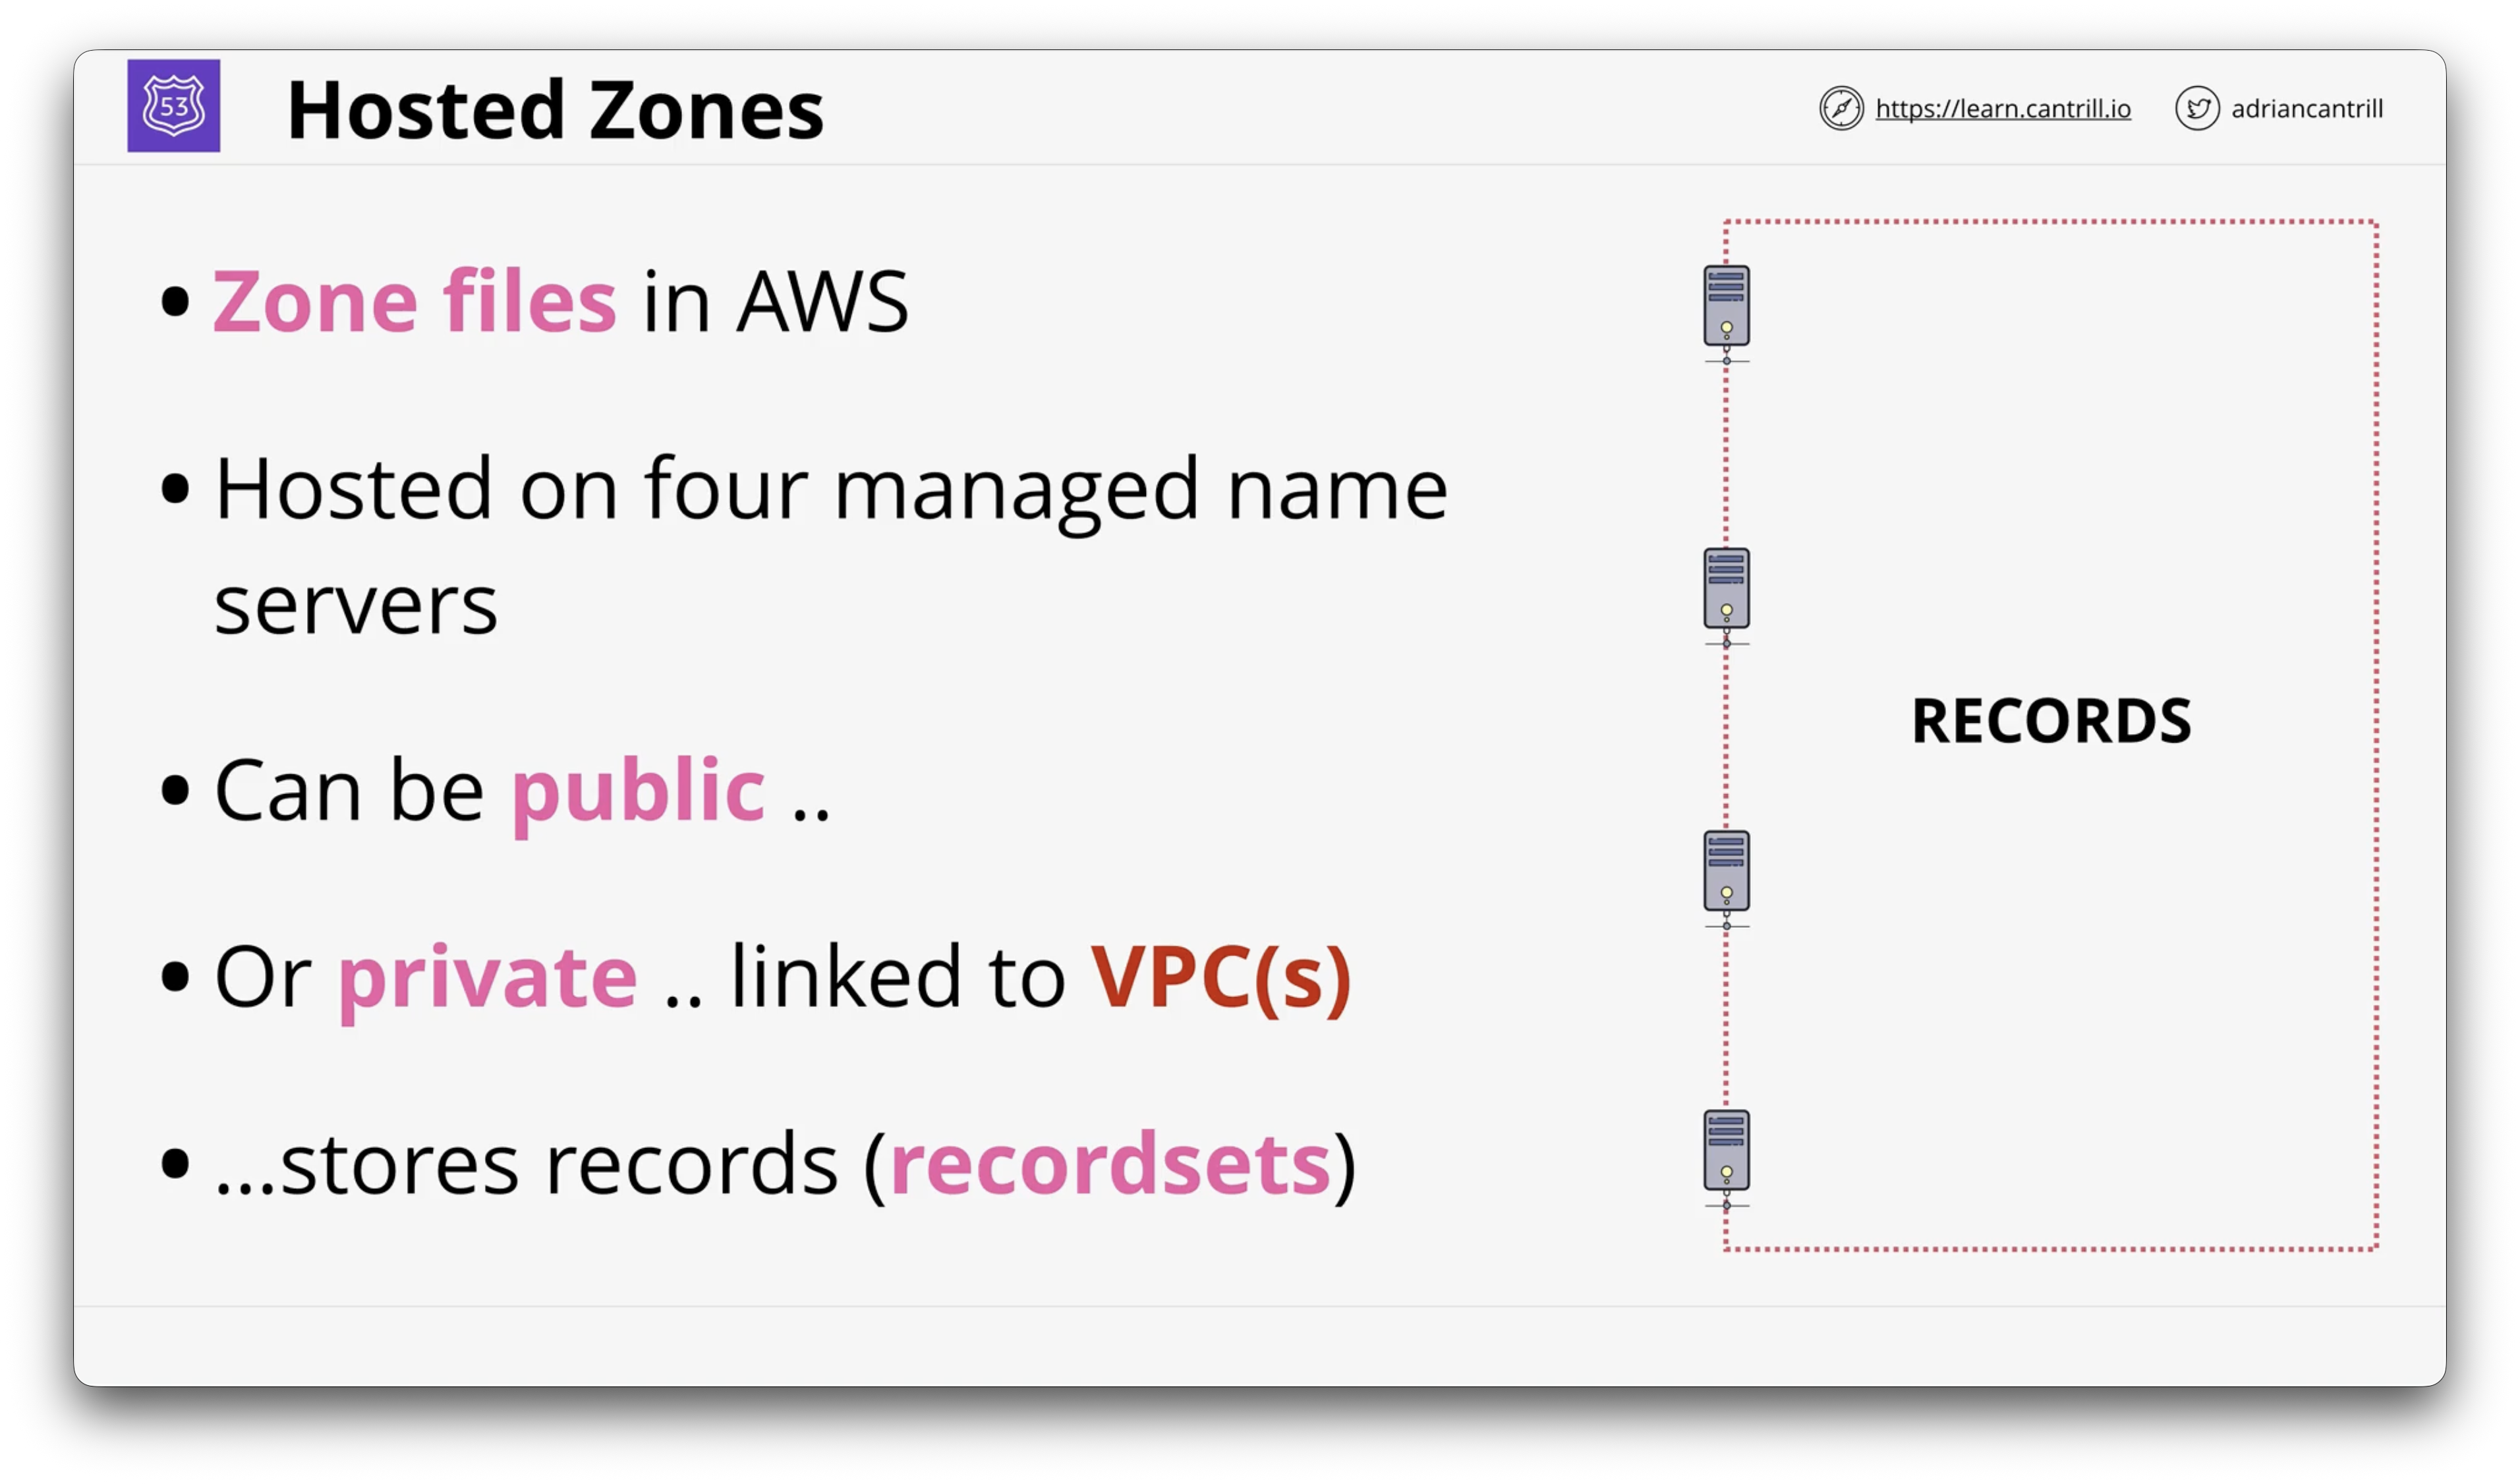 53
Hosted Zones
https://learn.cantrill.io
adriancantrill
• Zone files in AWS
• Hosted on four managed name
servers
• Can be public ..
• Or private .. linked to VPC(s)
• ...stores records (recordsets)
RECORDS